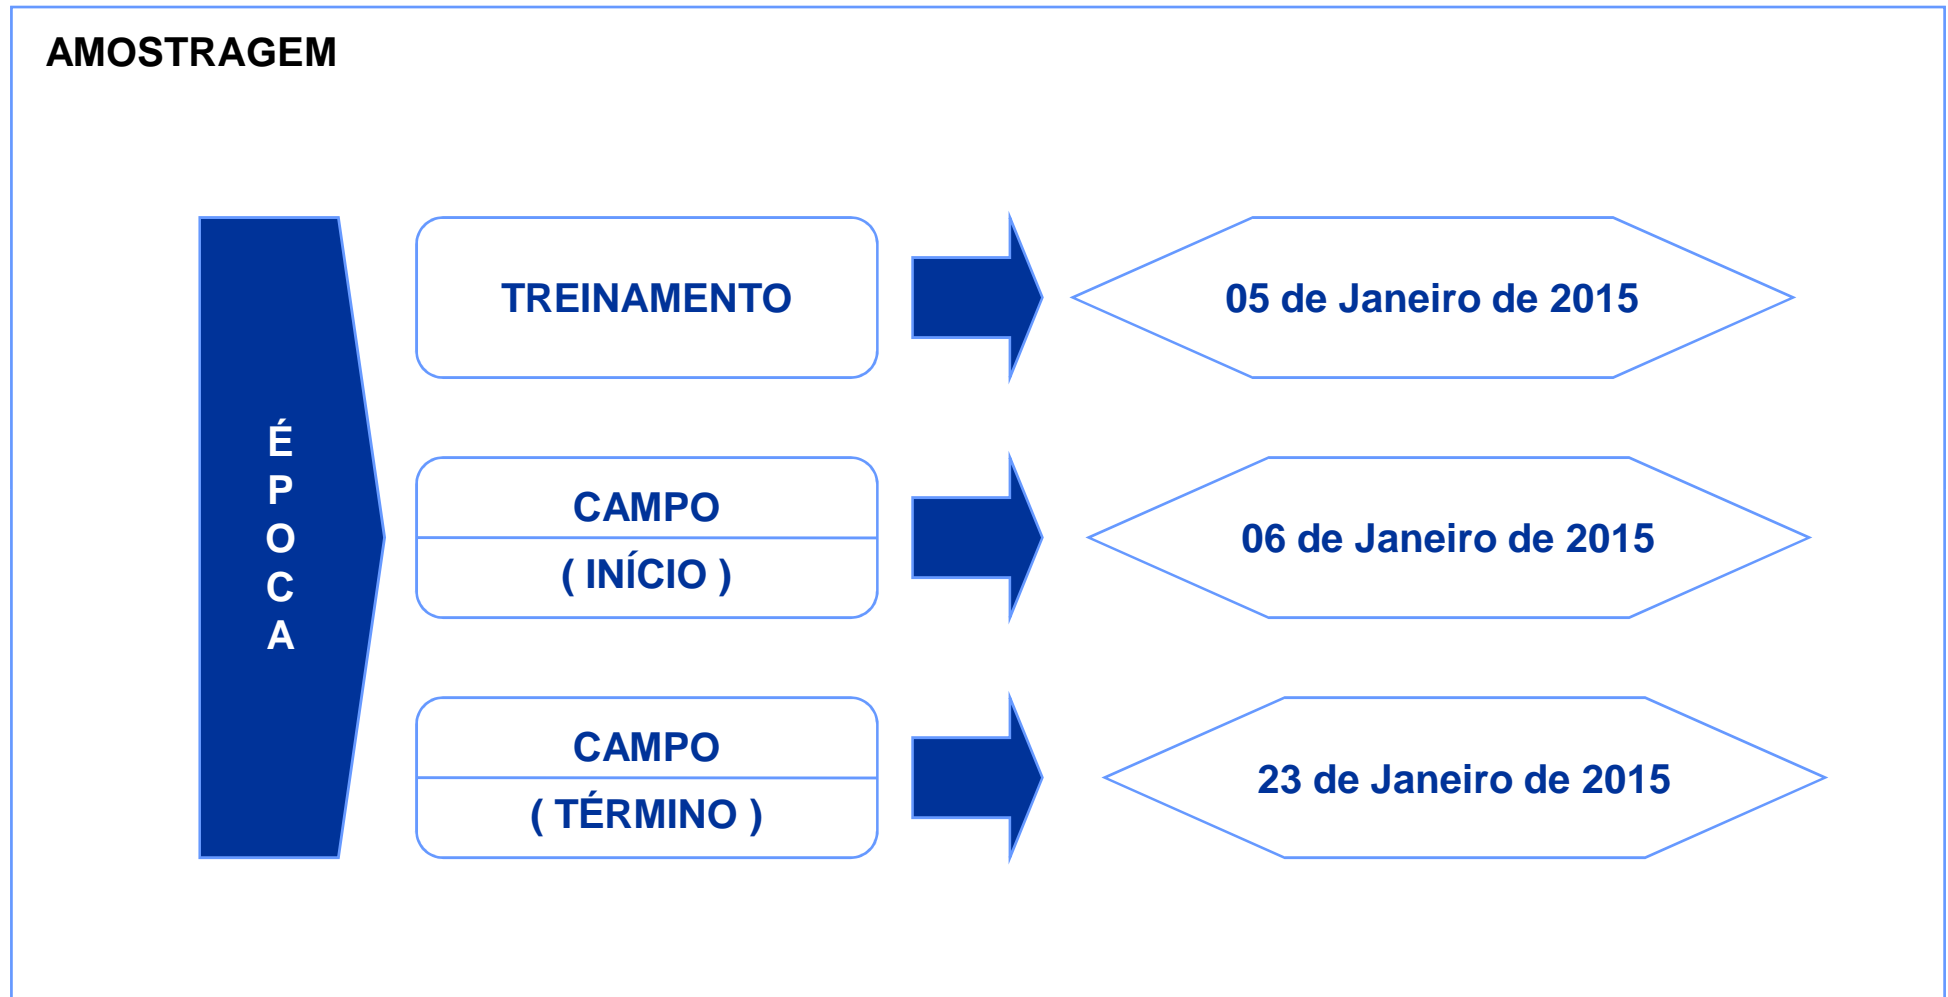 AMOSTRAGEM
É
P
O
C
A
TREINAMENTO
05 de Janeiro de 2015
CAMPO
( INÍCIO )
06 de Janeiro de 2015
CAMPO
( TÉRMINO )
23 de Janeiro de 2015